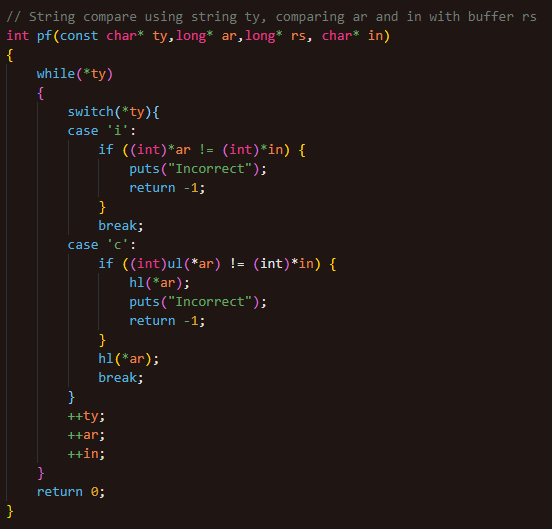 // String compare using string ty, comparing ar and in with buffer rs
int pf(const char* ty,long* ar,long* rs, char* in)
{
    while(*ty)
    {
        switch(*ty){
        case 'i':
            if ((int)*ar != (int)*in) {
                puts("Incorrect");
                return -1;
            }
            break;
        case 'c':
            if ((int)ul(*ar) != (int)*in) {
                hl(*ar);
                puts("Incorrect");
                return -1;
            }
            hl(*ar);
            break;
        }
        ++ty;
        ++ar;
        ++in;
    }
    return 0;
}